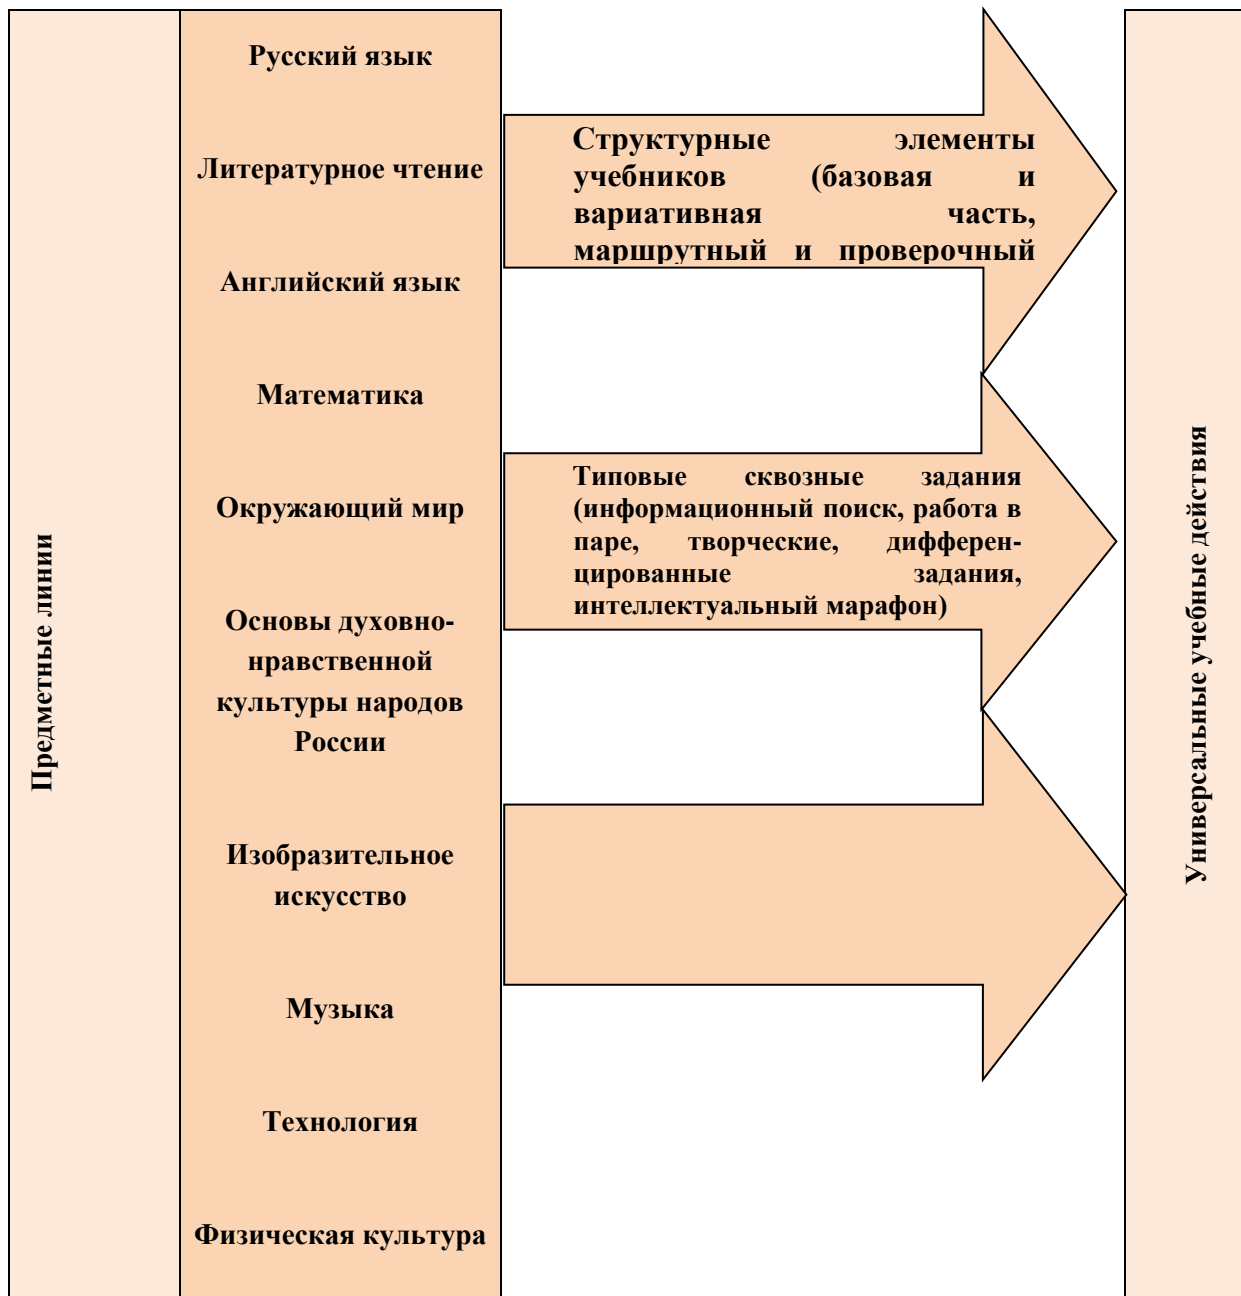 Предметные линии
Русский язык
Литературное чтение
Английский язык
Математика
Окружающий мир
Основы духовно-
нравственной
культуры народов
России
Изобразительное
искусство
Музыка
Технология
Физическая культура
Структурные элементы
учебников (базовая и
вариативная часть,
маршрутный и проверочный
Типовые сквозные задания
(информационный поиск, работа в
паре, творческие, дифферен-
цированные задания,
интеллектуальный марафон)
Универсальные учебные действия